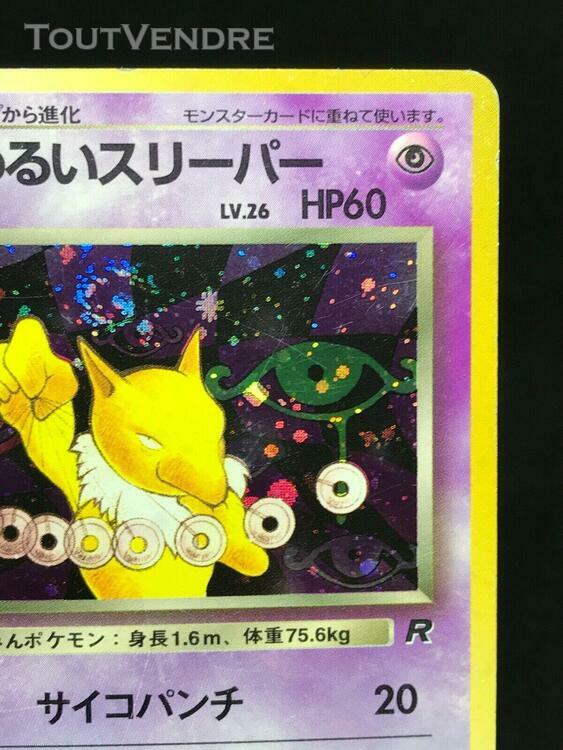 TOUTVENDRE
から進化 モンスターカードに重ねて使います。
るいスリーパー
LV.26 HP60
んポケモン：身長1.6m、体重75.6kg R
サイコパンチ 20